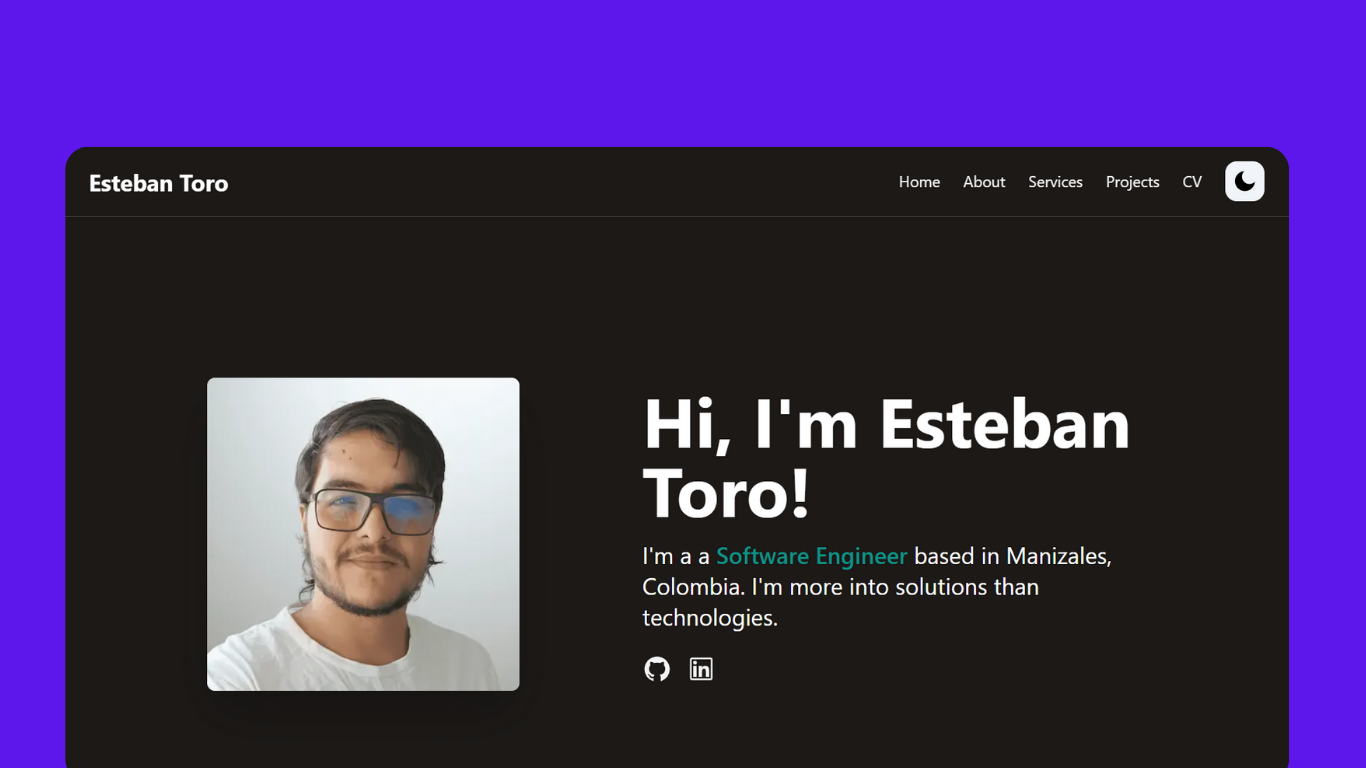 Esteban Toro
Home About Services Projects CV
Hi, I'm Esteban
Toro!
I'm a a Software Engineer based in Manizales,
Colombia. I'm more into solutions than
technologies.
in